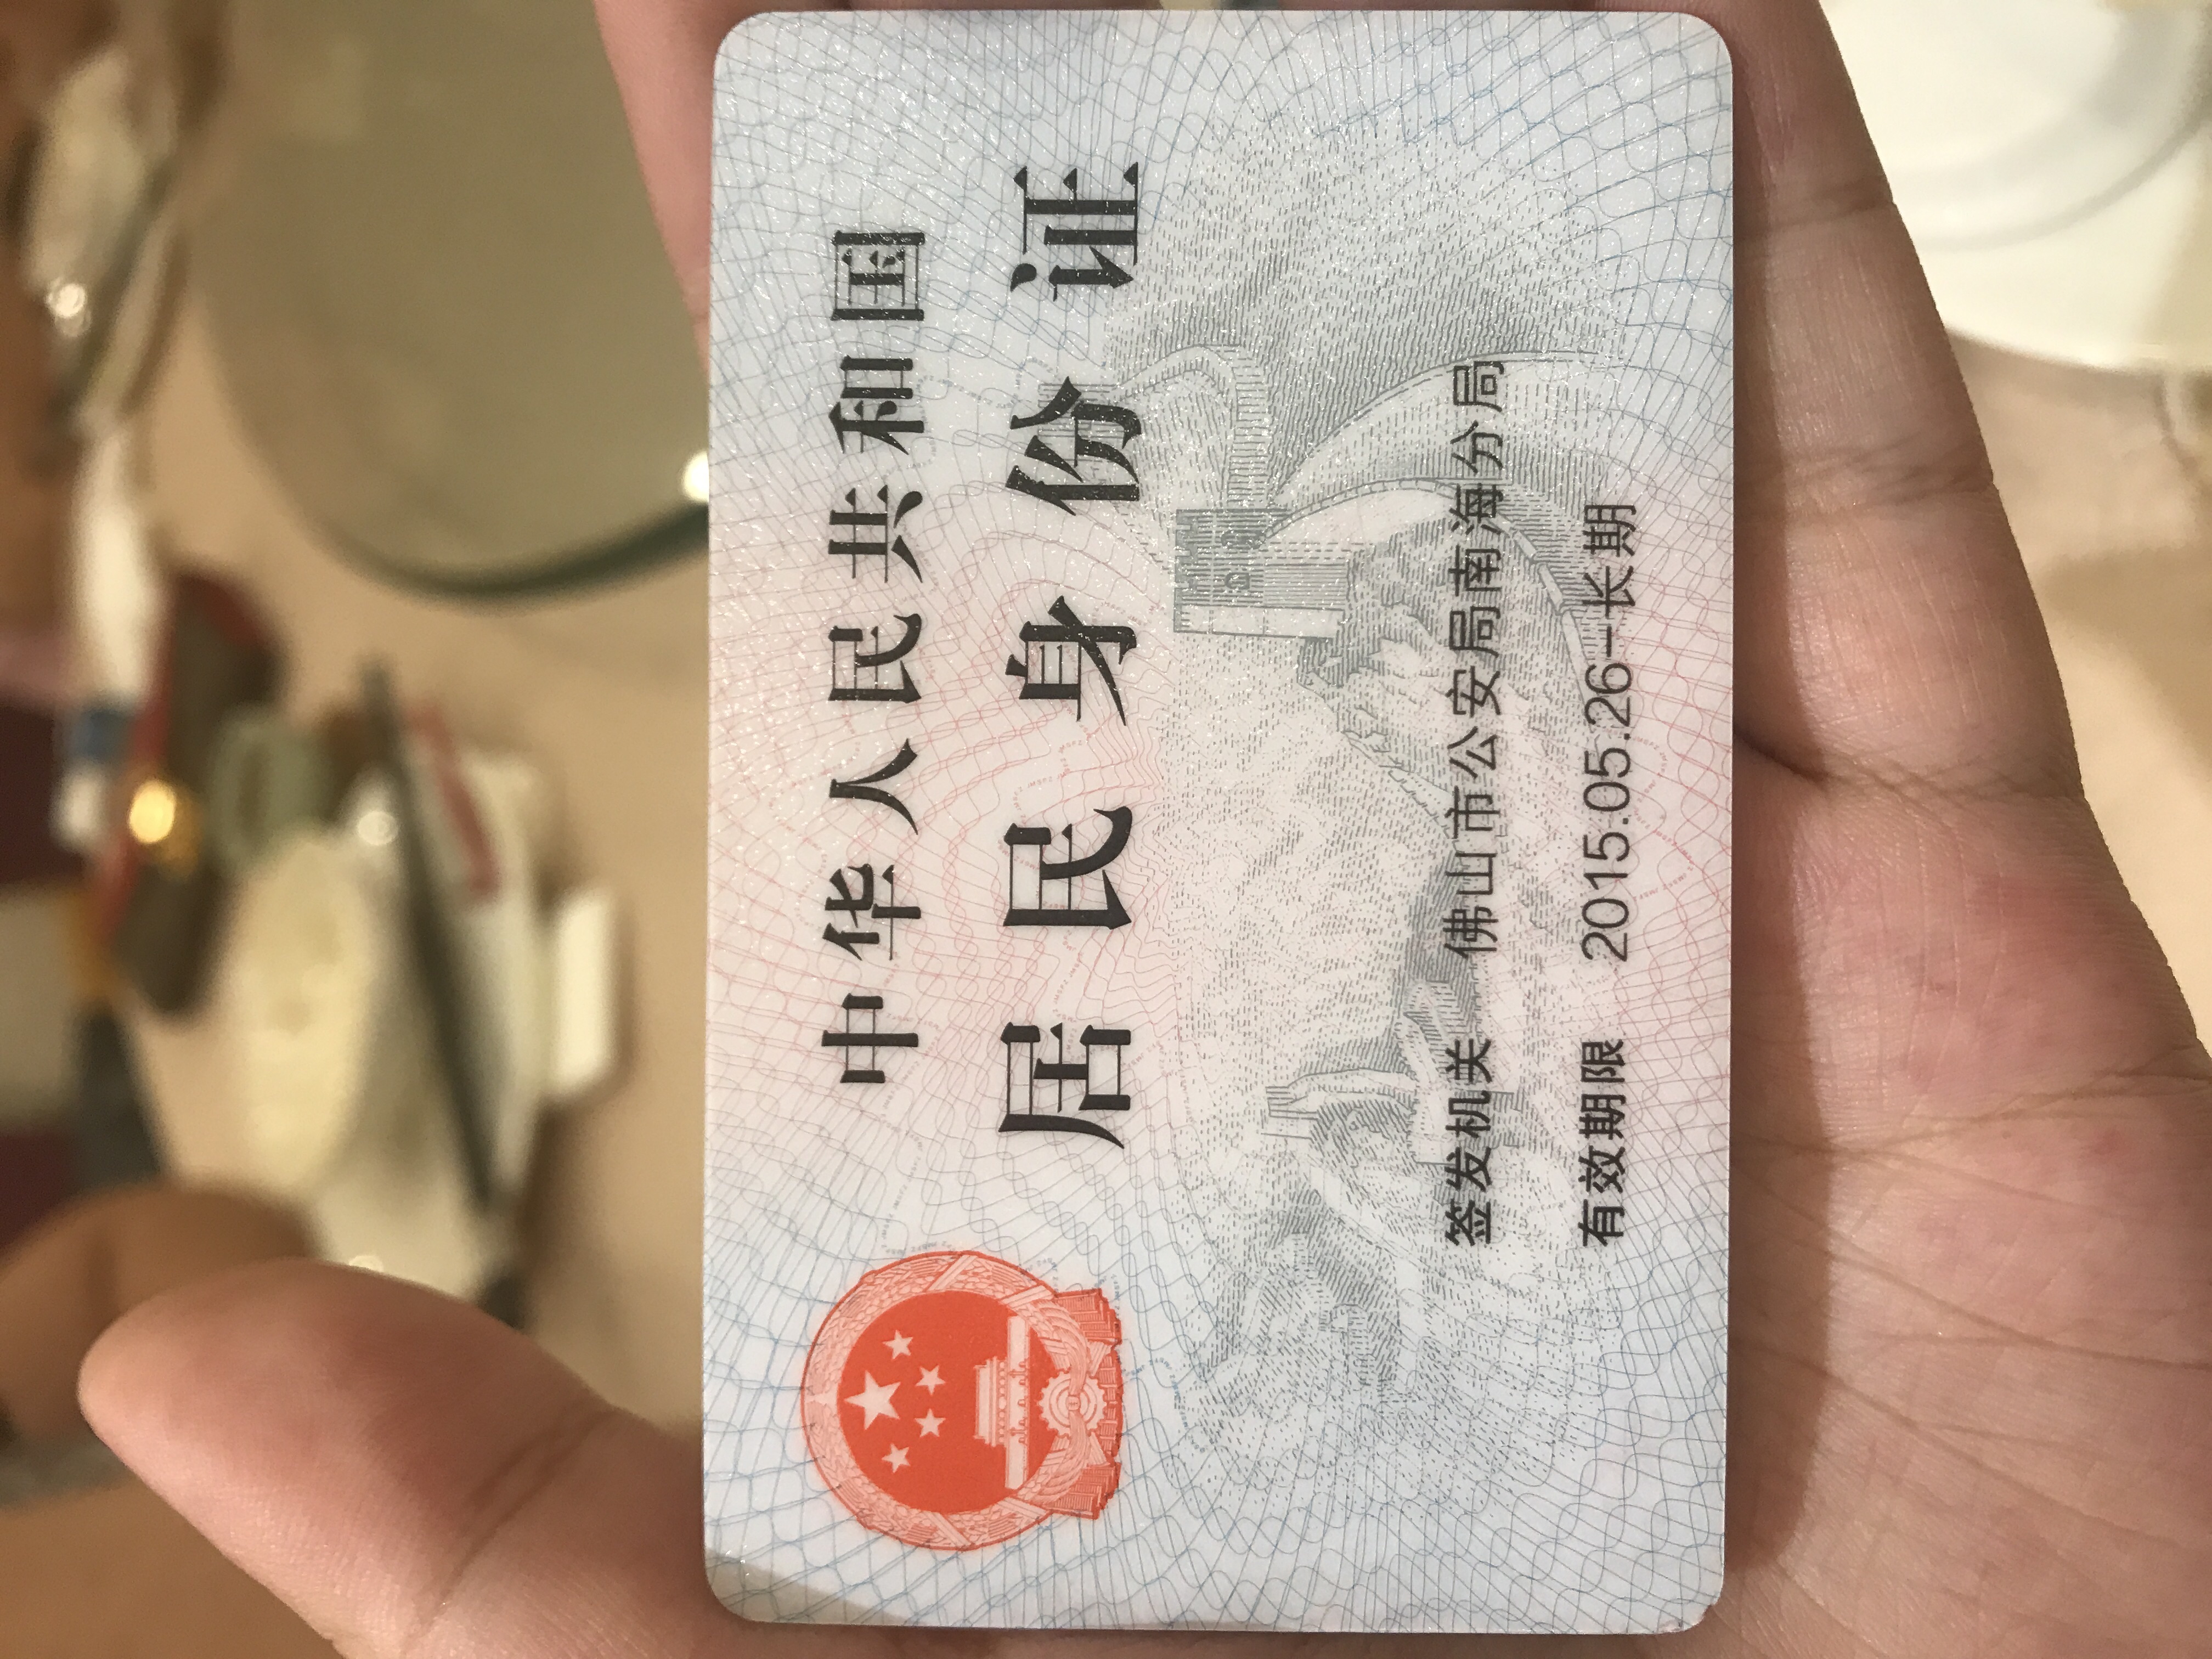 中华人民共和国
居民身份证
签发机关 佛山市公安局南海分局
有效期限 2015.05.26-长期